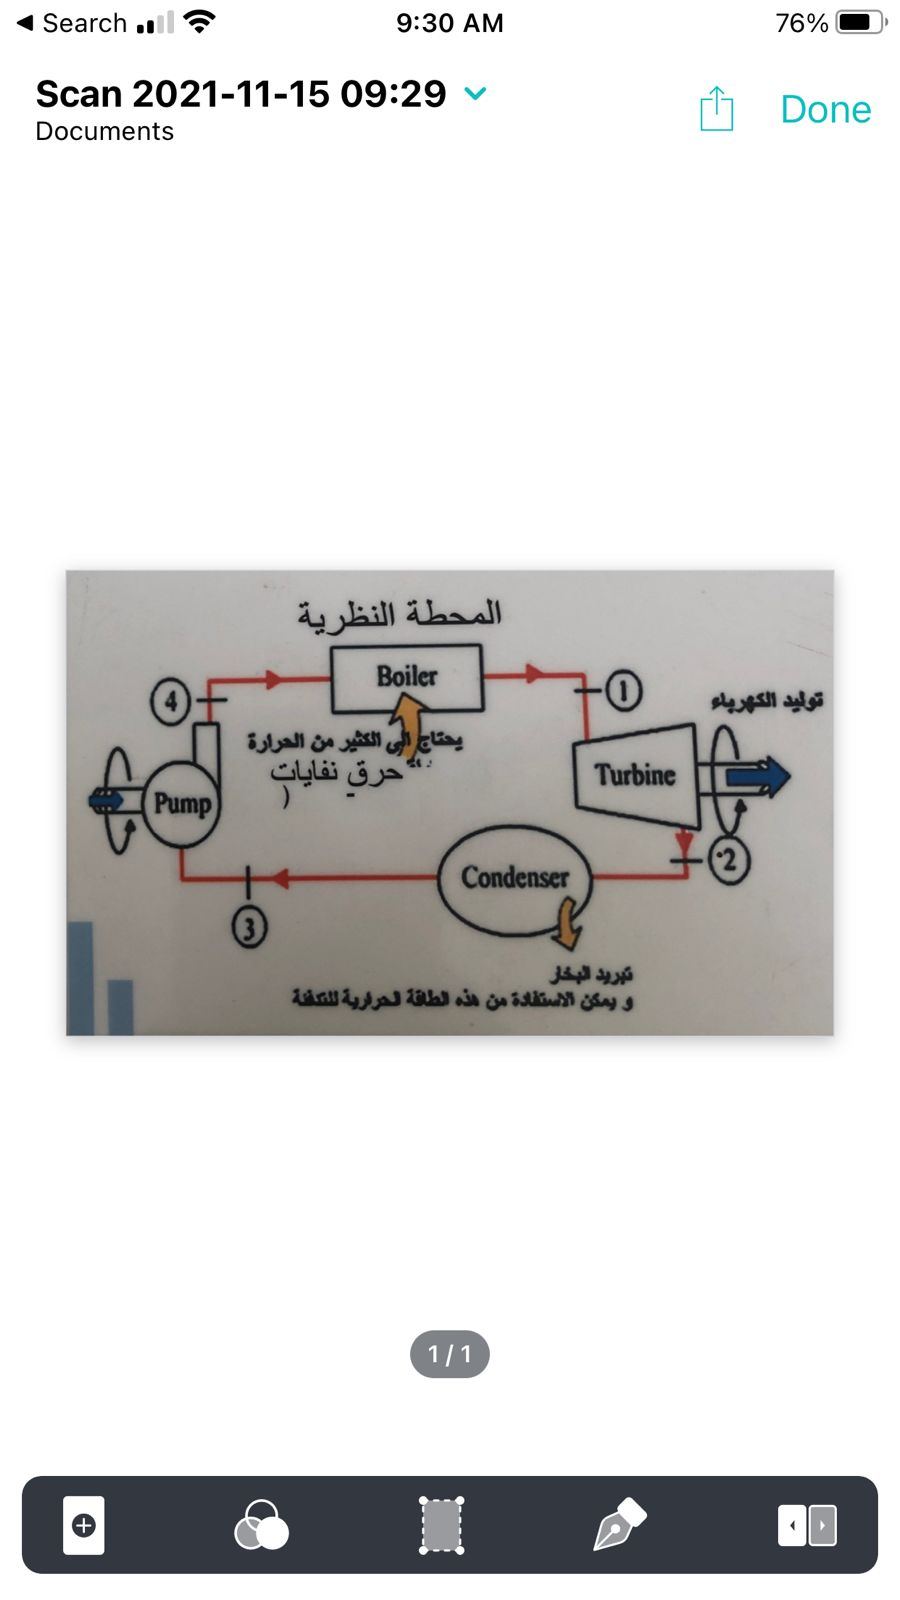 Search
9:30 AM
76%
Scan 2021-11-15 09:29
Documents
Done
المحطة النظرية
Boiler
4
1
توليد الكهرباء
يحتاج إلى الكثير من الحرارة
حرق نفايات
)
Turbine
Pump
2
Condenser
3
تبريد البخار
و يمكن الاستفادة من هذه الطاقة الحرارية للتدفئة
1 / 1